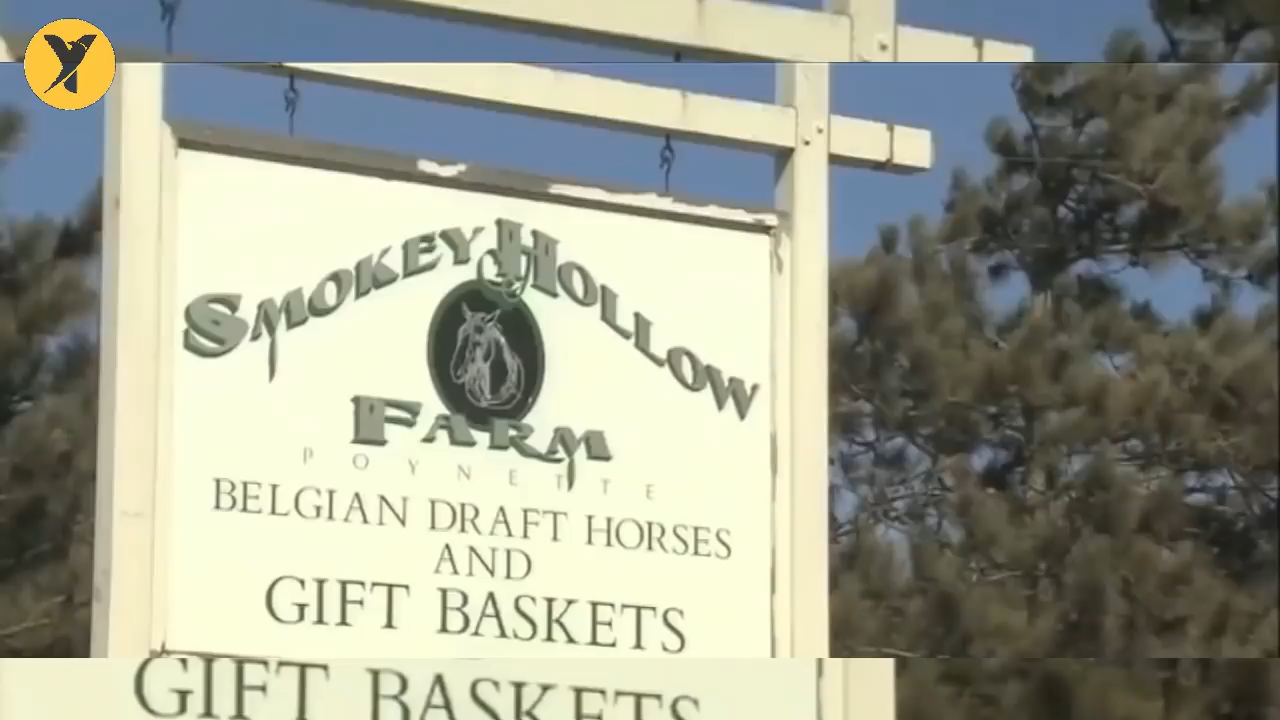 SMOKEY HOLLOW
FARM
POYNETTE
BELGIAN DRAFT HORSES
AND
GIFT BASKETS
GIFT BASKETS